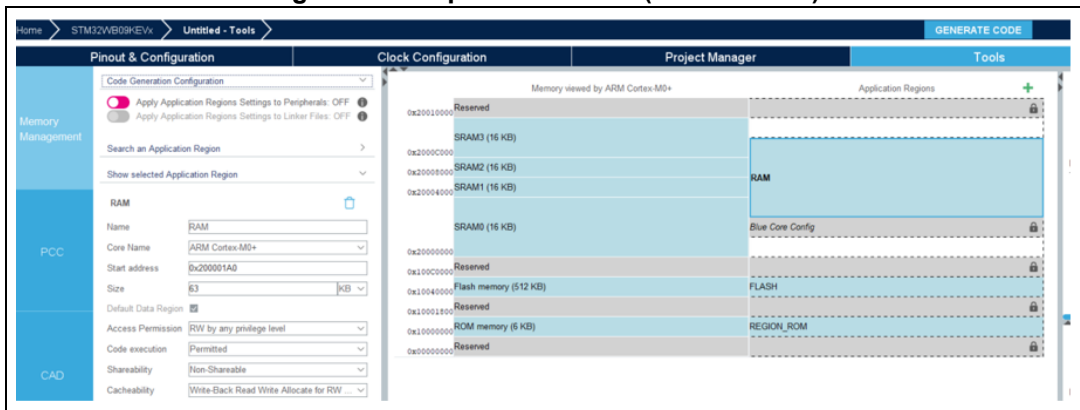 Home STM32WB09KEVx Untitled - Tools GENERATE CODE
Pinout & Configuration Clock Configuration Project Manager Tools
Memory Management
PCC
CAD
Code Generation Configuration
Apply Application Regions Settings to Peripherals: OFF
Apply Application Regions Settings to Linker Files: OFF
Search an Application Region
Show selected Application Region
RAM
Name RAM
Core Name ARM Cortex-M0+
Start address 0x200001A0
Size 63 KB
Default Data Region
Access Permission RW by any privilege level
Code execution Permitted
Shareability Non-Shareable
Cacheability Write-Back Read Write Allocate for RW ...
Memory viewed by ARM Cortex-M0+ Application Regions
0x20010000 Reserved
SRAM3 (16 KB)
0x2000C000
0x20008000 SRAM2 (16 KB)
RAM
0x20004000 SRAM1 (16 KB)
SRAM0 (16 KB) Blue Core Config
0x20000000
0x100C0000 Reserved
0x10040000 Flash memory (512 KB) FLASH
0x10001800 Reserved
0x10000000 ROM memory (6 KB) REGION_ROM
0x00000000 Reserved